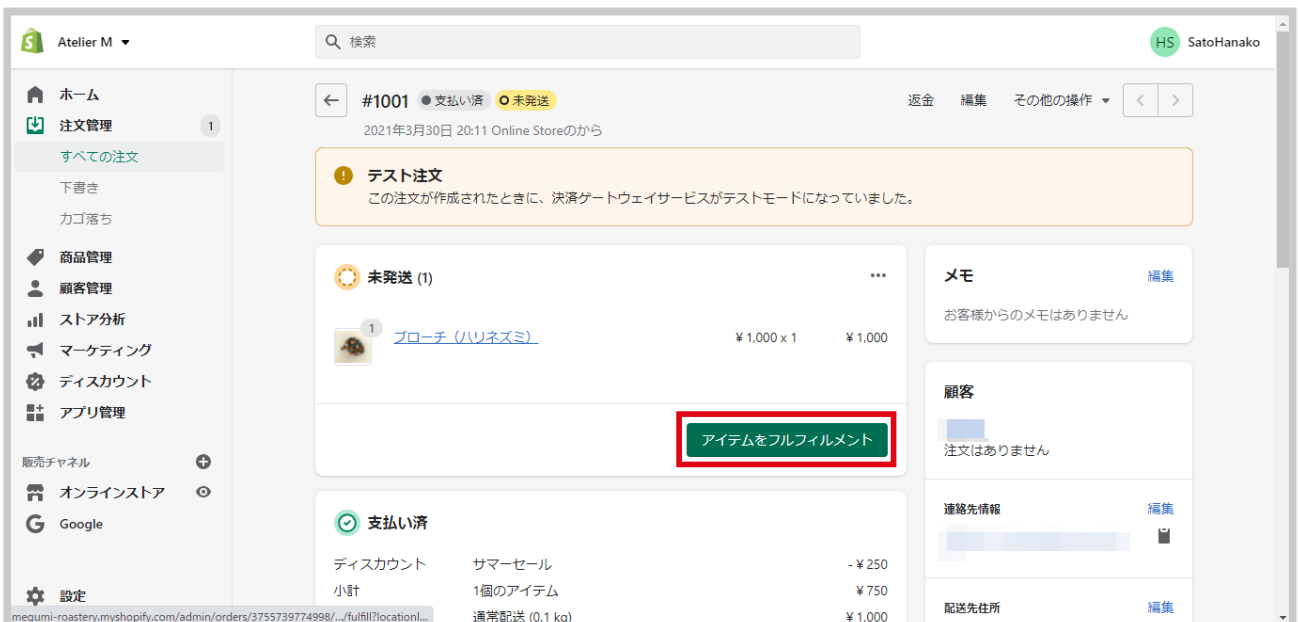 Atelier M
検索
HS SatoHanako
ホーム
注文管理 1
すべての注文
下書き
カゴ落ち
商品管理
顧客管理
ストア分析
マーケティング
ディスカウント
アプリ管理
販売チャネル
オンラインストア
Google
設定
megumi-roastery.myshopify.com/admin/orders/3755739774998/.../fulfill?locationl...
#1001 支払い済 未発送
返金 編集 その他の操作
2021年3月30日 20:11 Online Storeのから
テスト注文
この注文が作成されたときに、決済ゲートウェイサービスがテストモードになっていました。
未発送 (1)
1
ブローチ（ハリネズミ） ¥ 1,000 x 1 ¥ 1,000
アイテムをフルフィルメント
支払い済
ディスカウント サマーセール - ¥ 250
小計 1個のアイテム ¥ 750
通常配送 (0.1 kg) ¥ 1,000
メモ 編集
お客様からのメモはありません
顧客
注文はありません
連絡先情報 編集
配送先住所 編集